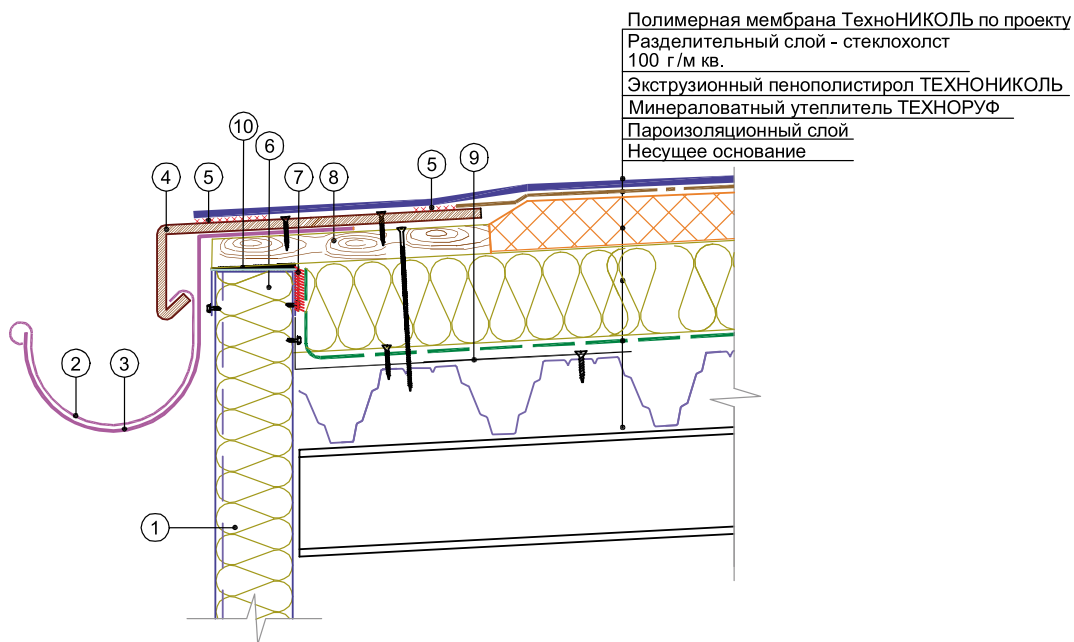 Полимерная мембрана ТехноНИКОЛЬ по проекту
Разделительный слой - стеклохолст
100 г/м кв.
Экструзионный пенополистирол ТЕХНОНИКОЛЬ
Минераловатный утеплитель ТЕХНОРУФ
Пароизоляционный слой
Несущее основание
10
6
4
5
7
8
5
9
2
3
1